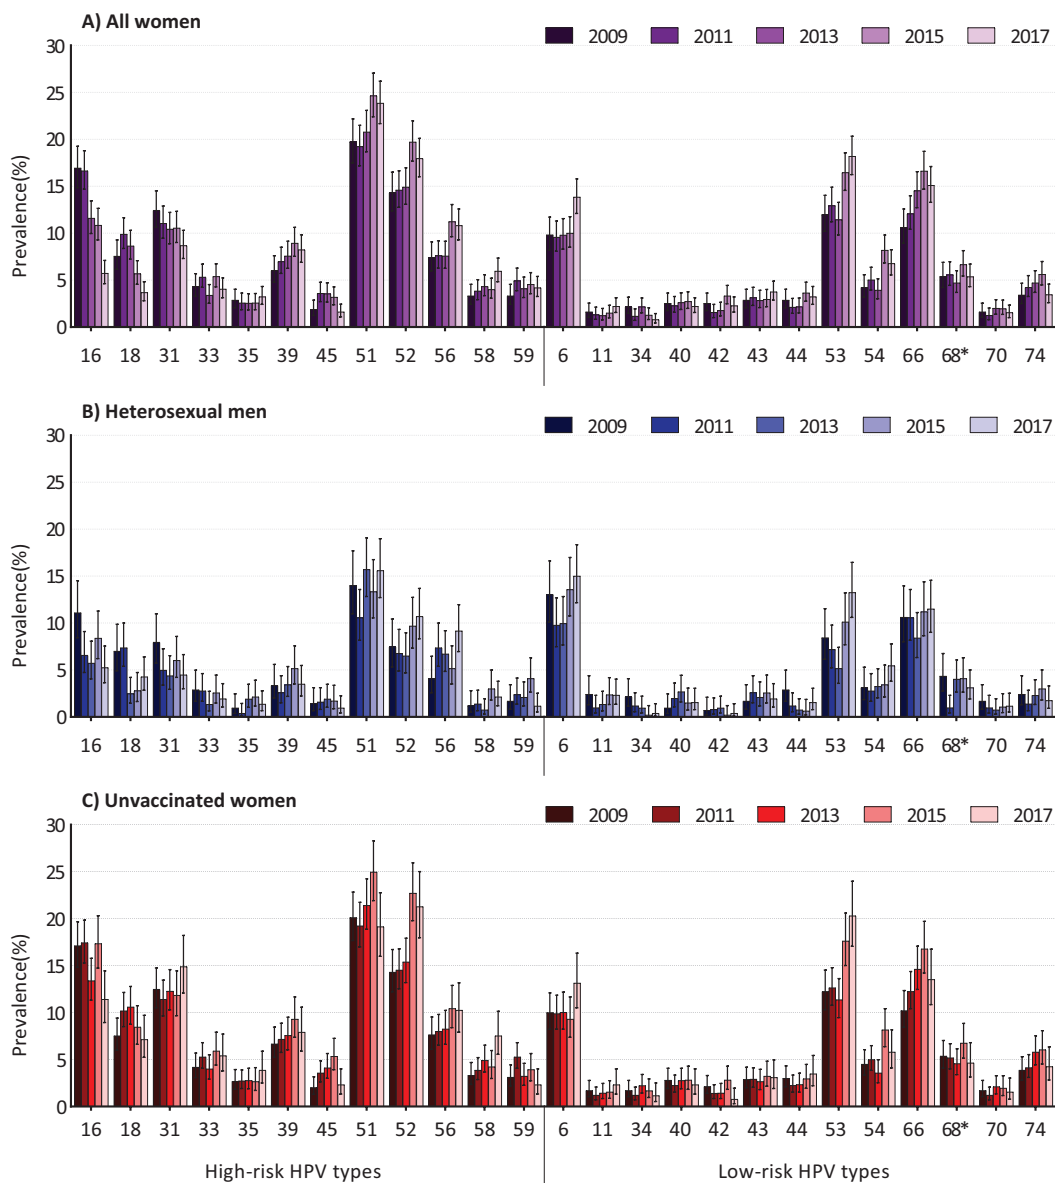 A) All women
2009 2011 2013 2015 2017
Prevalence(%)
30
25
20
15
10
5
0
16 18 31 33 35 39 45 51 52 56 58 59 6 11 34 40 42 43 44 53 54 66 68* 70 74
B) Heterosexual men
2009 2011 2013 2015 2017
Prevalence(%)
30
25
20
15
10
5
0
16 18 31 33 35 39 45 51 52 56 58 59 6 11 34 40 42 43 44 53 54 66 68* 70 74
C) Unvaccinated women
2009 2011 2013 2015 2017
Prevalence(%)
30
25
20
15
10
5
0
16 18 31 33 35 39 45 51 52 56 58 59 6 11 34 40 42 43 44 53 54 66 68* 70 74
High-risk HPV types Low-risk HPV types